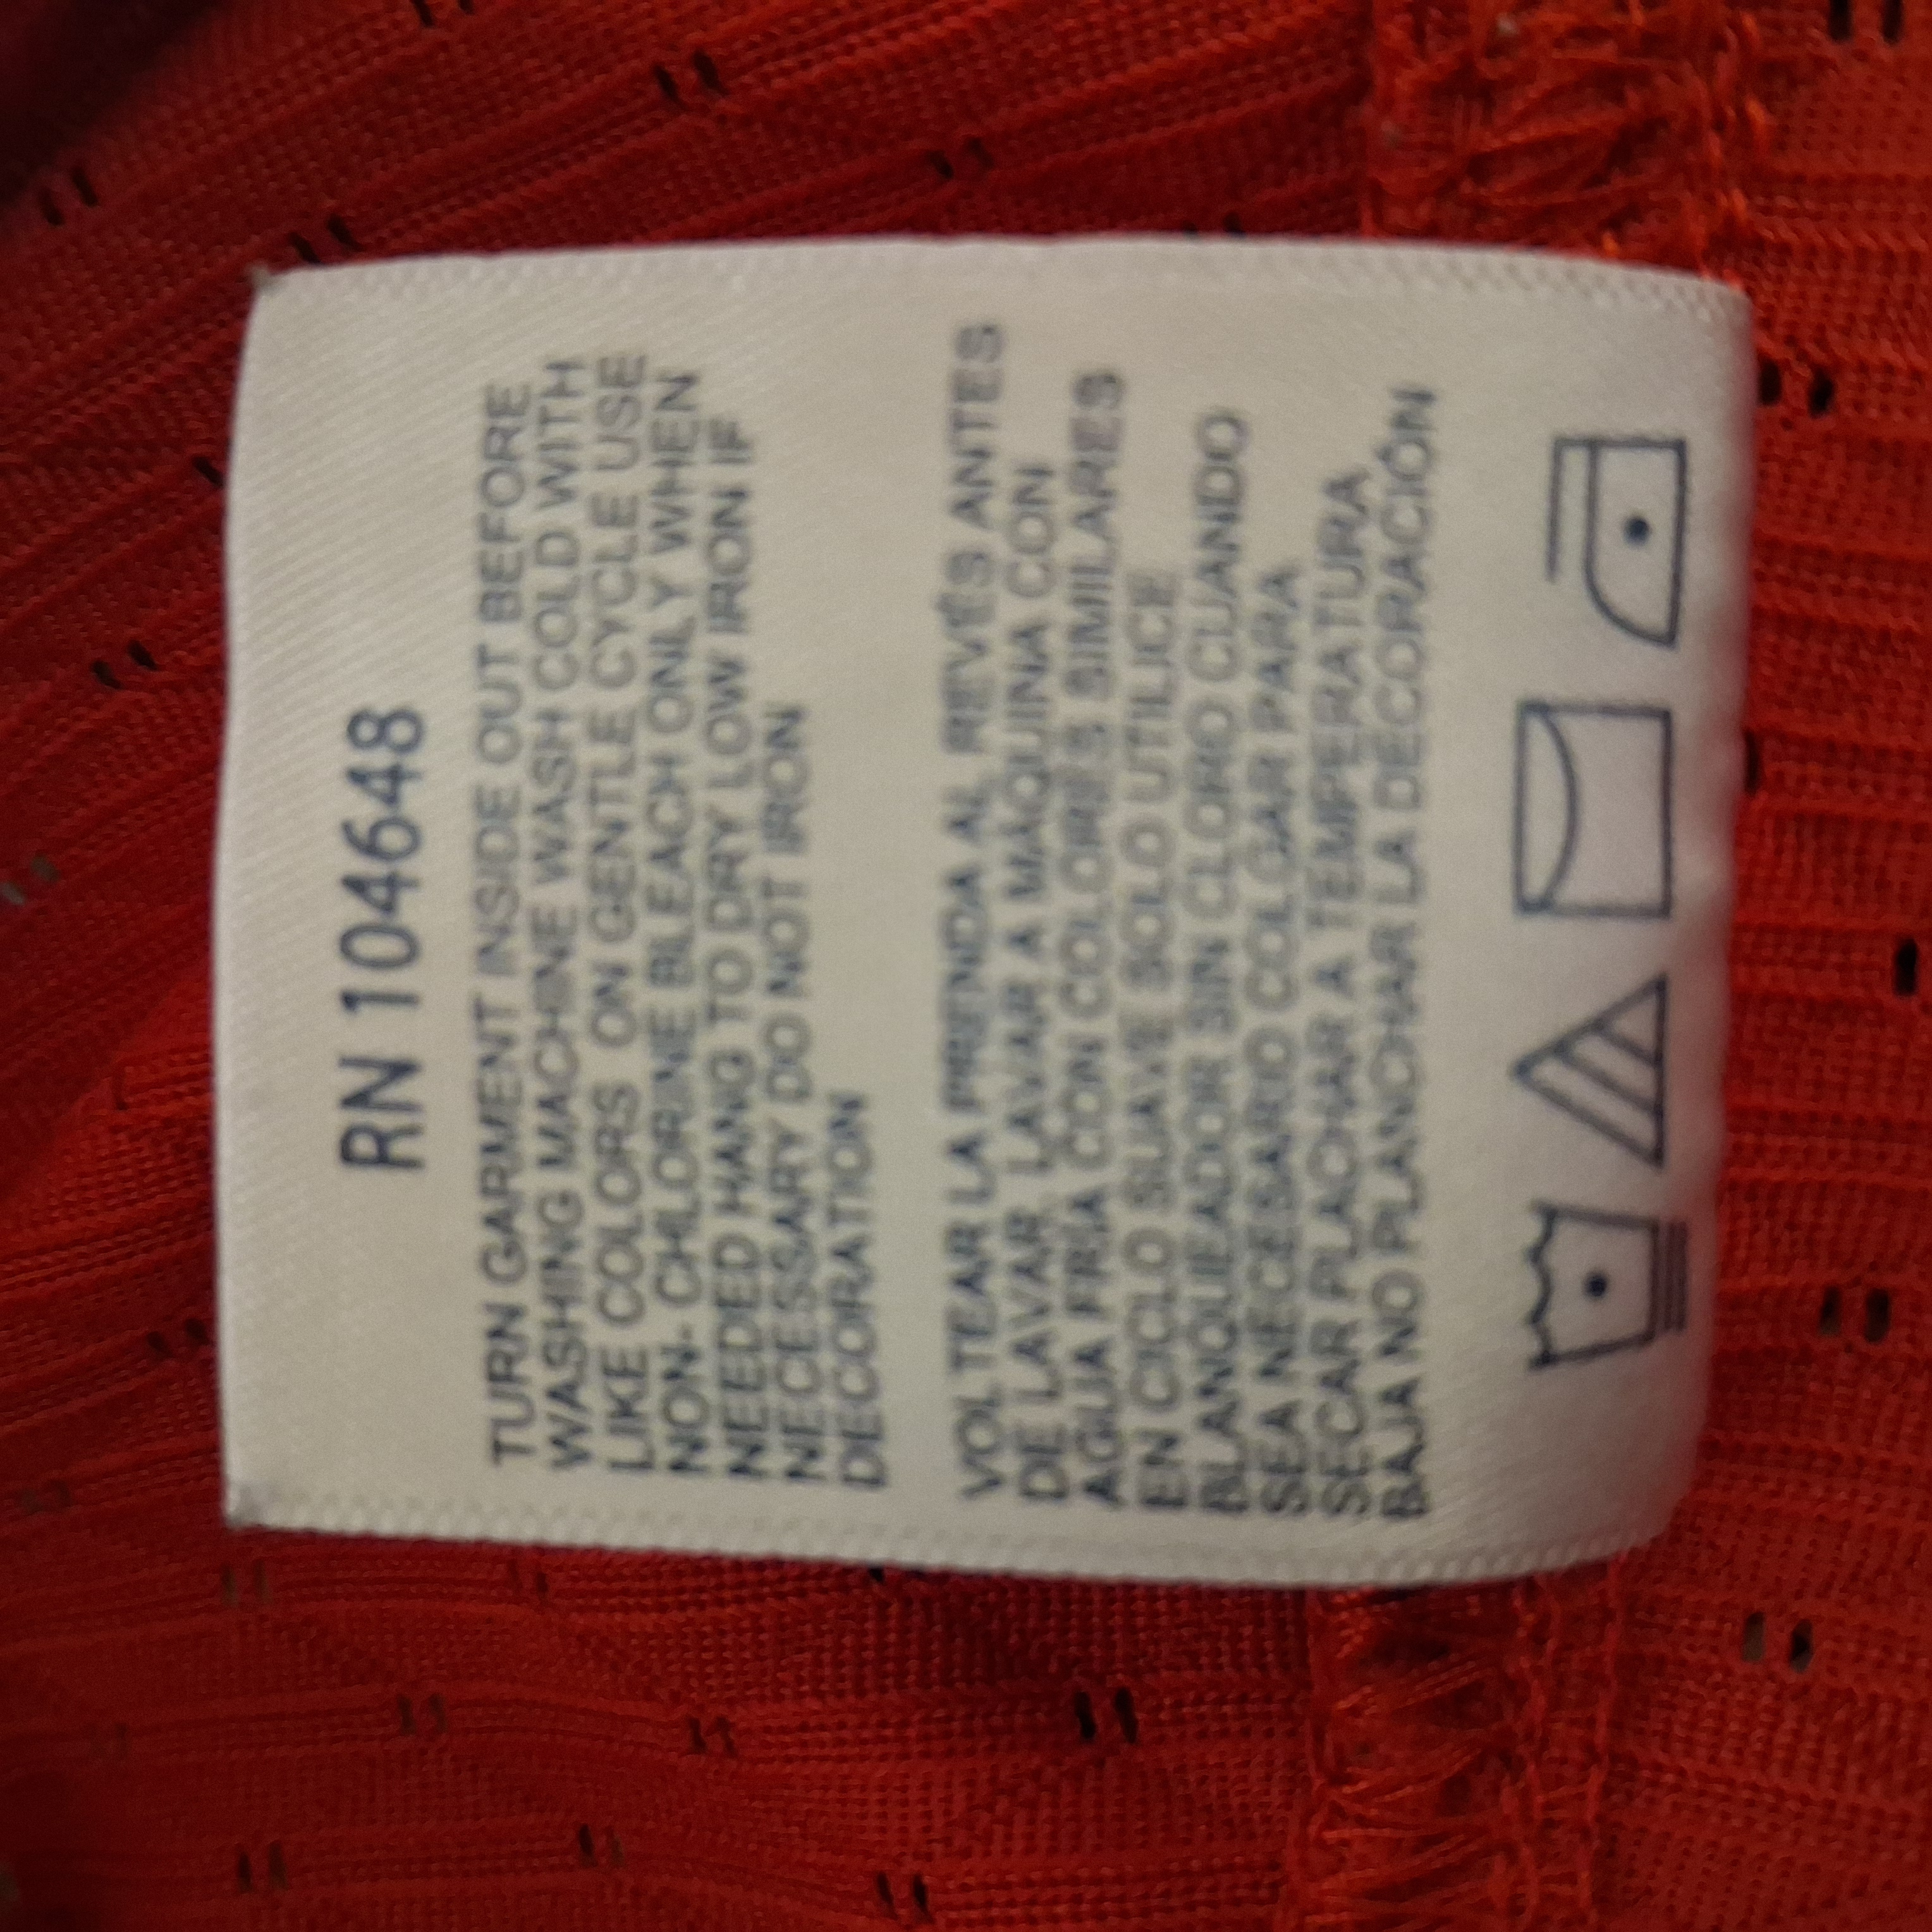 RN 104648
TURN GARMENT INSIDE OUT BEFORE
WASHING MACHINE WASH COLD WITH
LIKE COLORS ON GENTLE CYCLE USE
NON- CHLORINE BLEACH ONLY WHEN
NEEDED HANG TO DRY LOW IRON IF
NECESSARY DO NOT IRON
DECORATION
VOLTEAR LA PRENDA AL REVÉS ANTES
DE LAVAR. LAVAR A MÁQUINA CON
AGUA FRÍA CON COLORES SIMILARES
EN CICLO SUAVE SOLO UTILICE
BLANQUEADOR SIN CLORO CUANDO
SEA NECESARIO COLGAR PARA
SECAR PLACHAR A TEMPERATURA
BAJA NO PLANCHAR LA DECORACIÓN